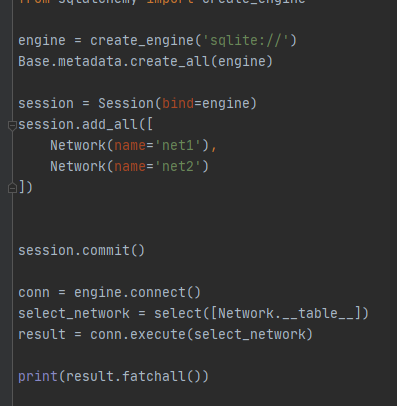 from sqlalchemy import create_engine
engine = create_engine('sqlite://')
Base.metadata.create_all(engine)
session = Session(bind=engine)
session.add_all([
    Network(name='net1'),
    Network(name='net2')
])
session.commit()
conn = engine.connect()
select_network = select([Network.__table__])
result = conn.execute(select_network)
print(result.fatchall())